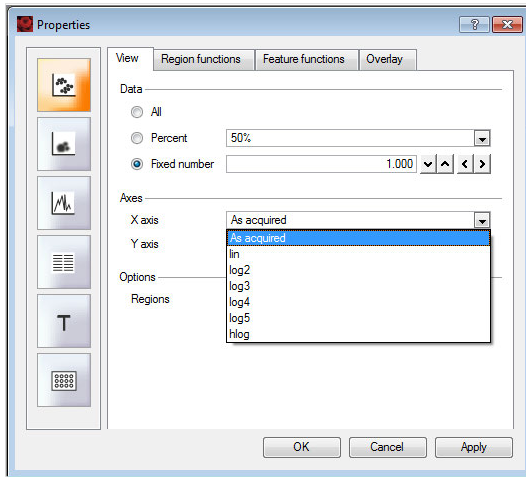 Properties
View Region functions Feature functions Overlay
Data
All
Percent 50%
Fixed number 1.000
Axes
X axis As acquired
As acquired
Y axis
lin
log2
Options
log3
Regions
log4
log5
hlog
T
OK Cancel Apply